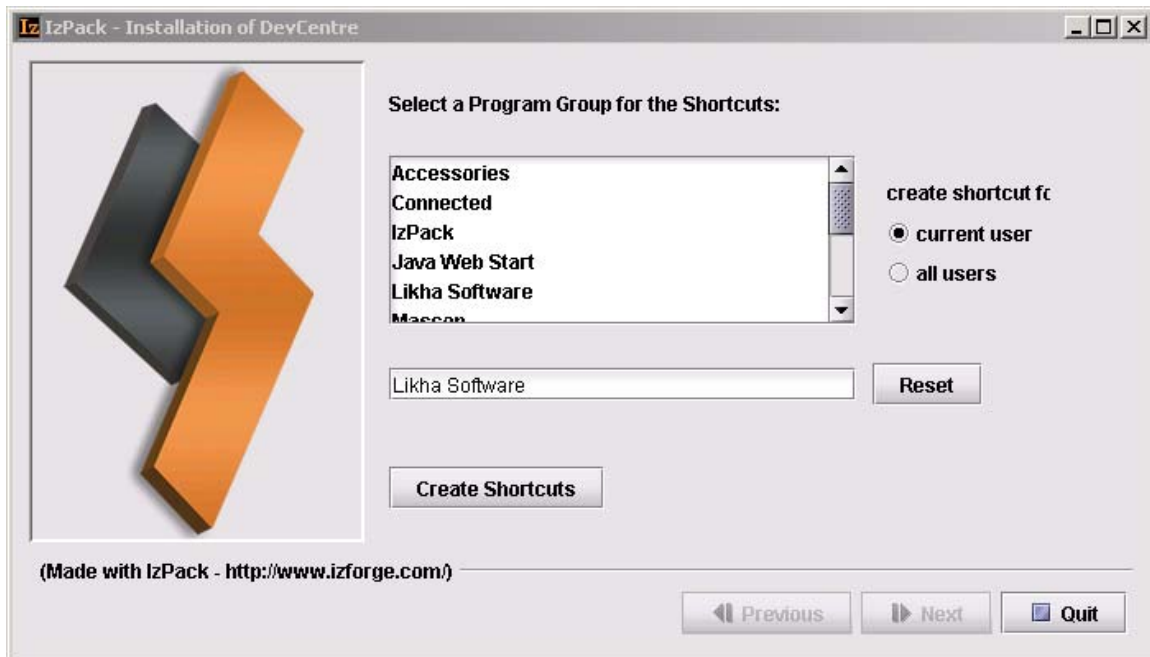 Iz IzPack - Installation of DevCentre
Select a Program Group for the Shortcuts:
Accessories
Connected
IzPack
Java Web Start
Likha Software
create shortcut fo
current user
all users
Likha Software
Reset
Create Shortcuts
(Made with IzPack - http://www.izforge.com/)
Previous
Next
Quit